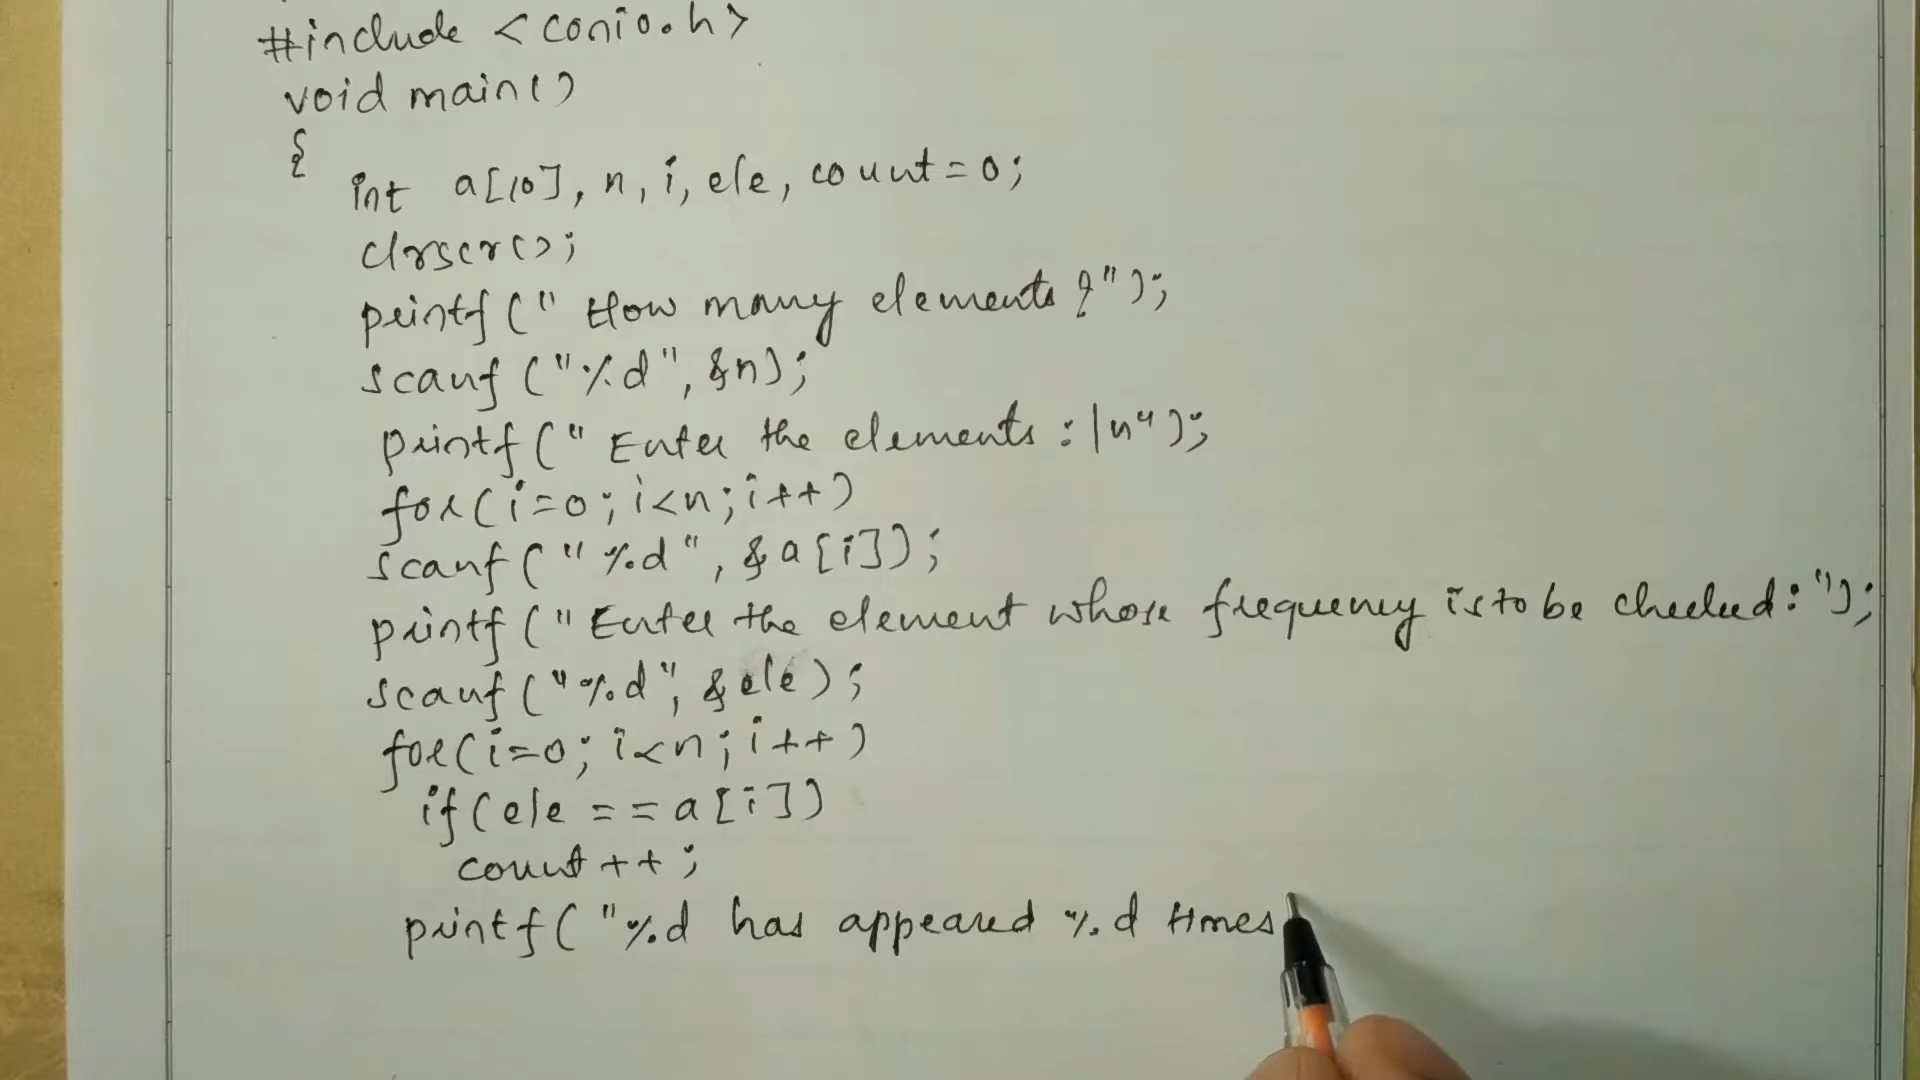 #include <conio.h>
void main()
{
int a[10], n, i, ele, count=0;
clrscr();
printf(" How many elements ?");
scanf ("%d", &n);
printf(" Enter the elements :\n");
for(i=0; i<n; i++)
scanf ("%d", &a[i]);
printf("Enter the element whose frequency is to be checked:");
scanf ("%d", &ele);
for(i=0; i<n; i++)
if(ele == a[i])
count++;
printf("%d has appeared %d times